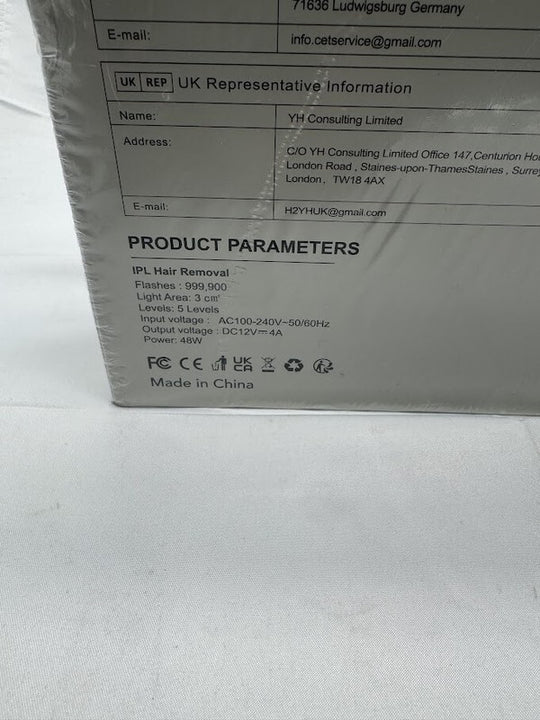 71636 Ludwigsburg Germany
E-mail: info.cetservice@gmail.com
UK REP UK Representative Information
Name: YH Consulting Limited
Address: C/O YH Consulting Limited Office 147,Centurion
London Road , Staines-upon-ThamesStaines , Surrey
London, TW18 4AX
E-mail: H2YHUK@gmail.com
PRODUCT PARAMETERS
IPL Hair Removal
Flashes : 999,900
Light Area: 3 cm²
Levels: 5 Levels
Input voltage : AC100-240V~50/60Hz
Output voltage : DC12V⎓4A
Power: 48W
FC CE UK CA
Made in China